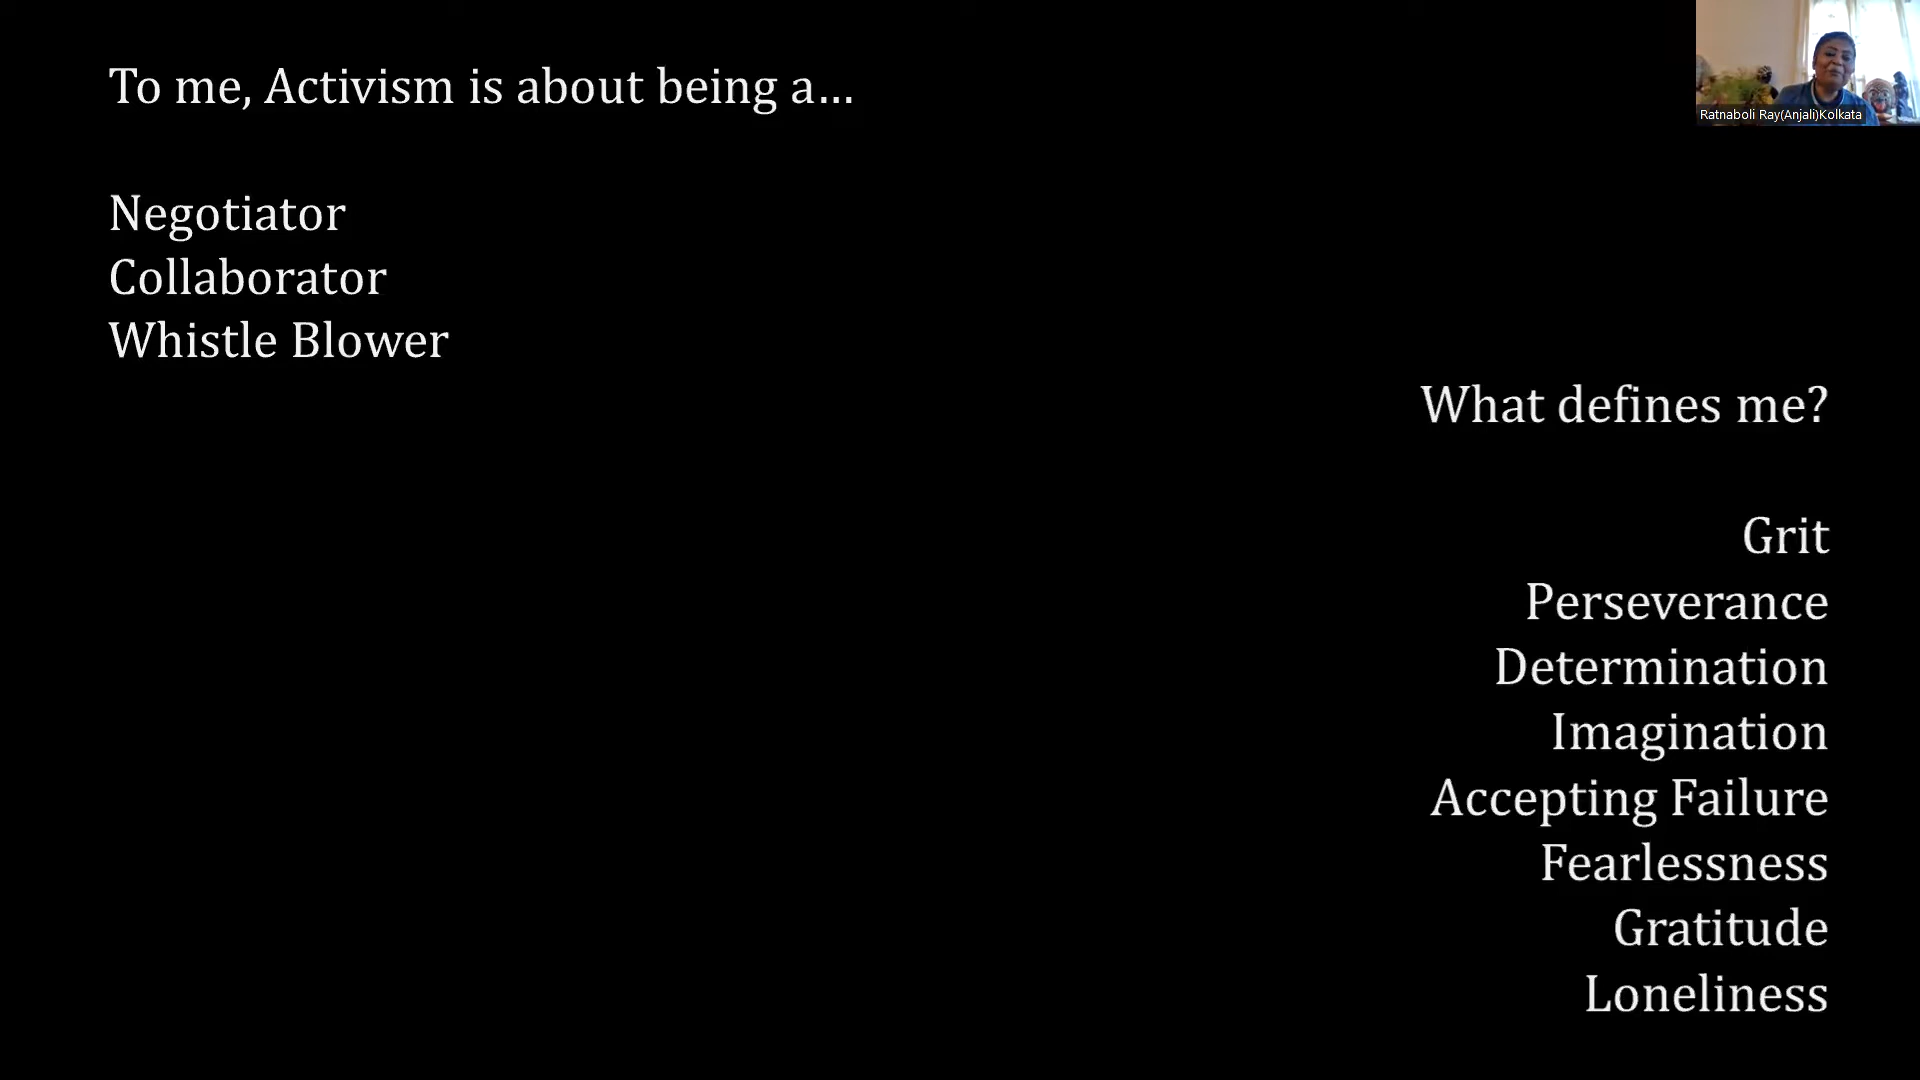 To me, Activism is about being a...
Negotiator
Collaborator
Whistle Blower
What defines me?
Grit
Perseverance
Determination
Imagination
Accepting Failure
Fearlessness
Gratitude
Loneliness
Ratnaboli Ray(Anjali)Kolkata